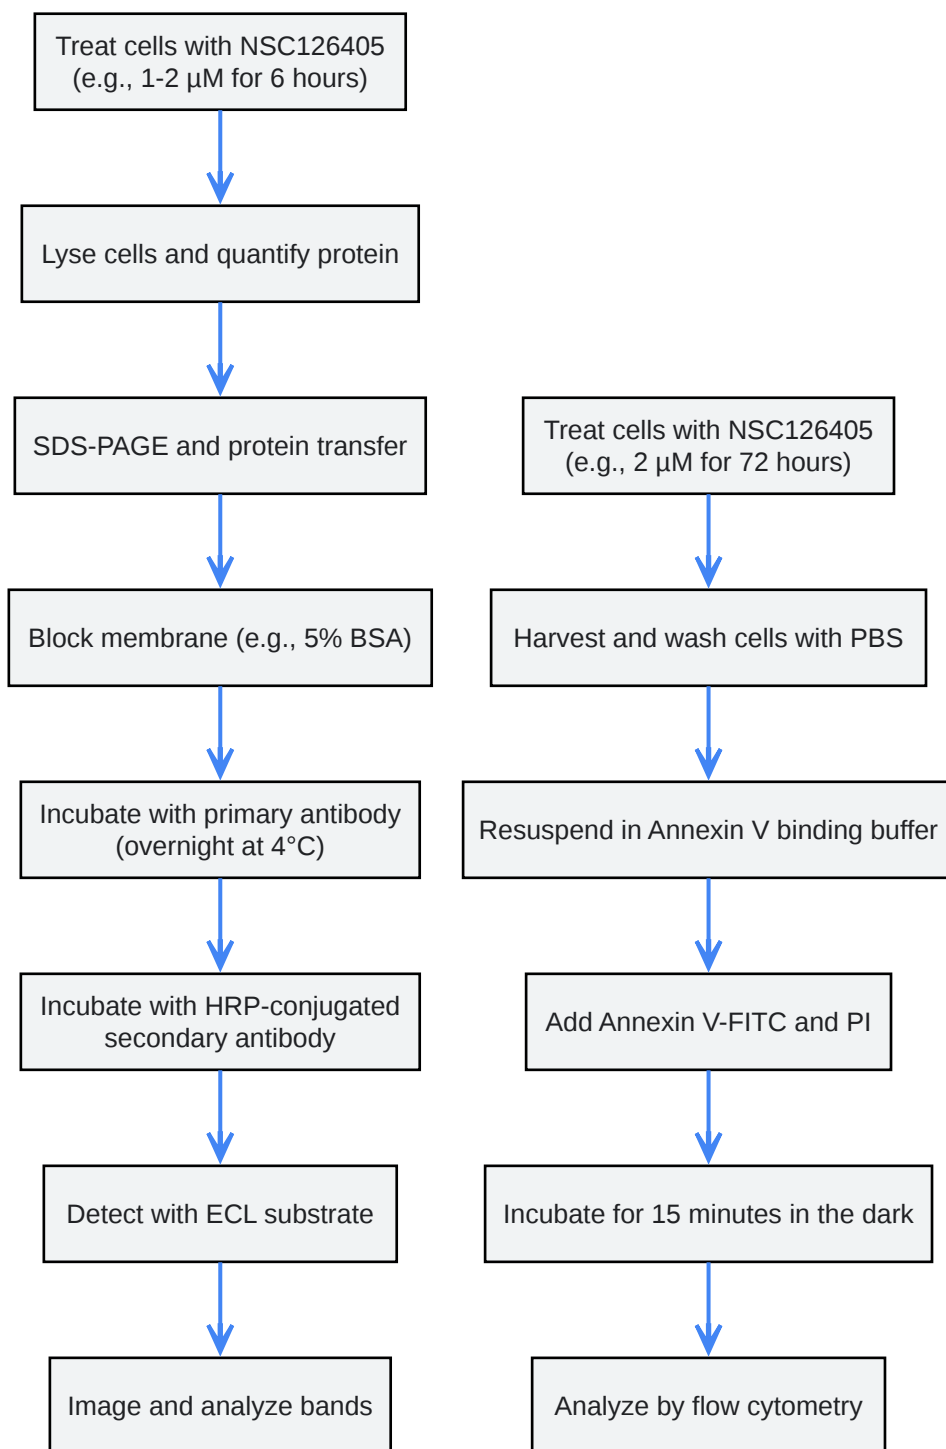 Treat cells with NSC126405
(e.g., 1-2 µM for 6 hours)
Lyse cells and quantify protein
SDS-PAGE and protein transfer
Block membrane (e.g., 5% BSA)
Incubate with primary antibody
(overnight at 4°C)
Incubate with HRP-conjugated
secondary antibody
Detect with ECL substrate
Image and analyze bands
Treat cells with NSC126405
(e.g., 2 µM for 72 hours)
Harvest and wash cells with PBS
Resuspend in Annexin V binding buffer
Add Annexin V-FITC and PI
Incubate for 15 minutes in the dark
Analyze by flow cytometry